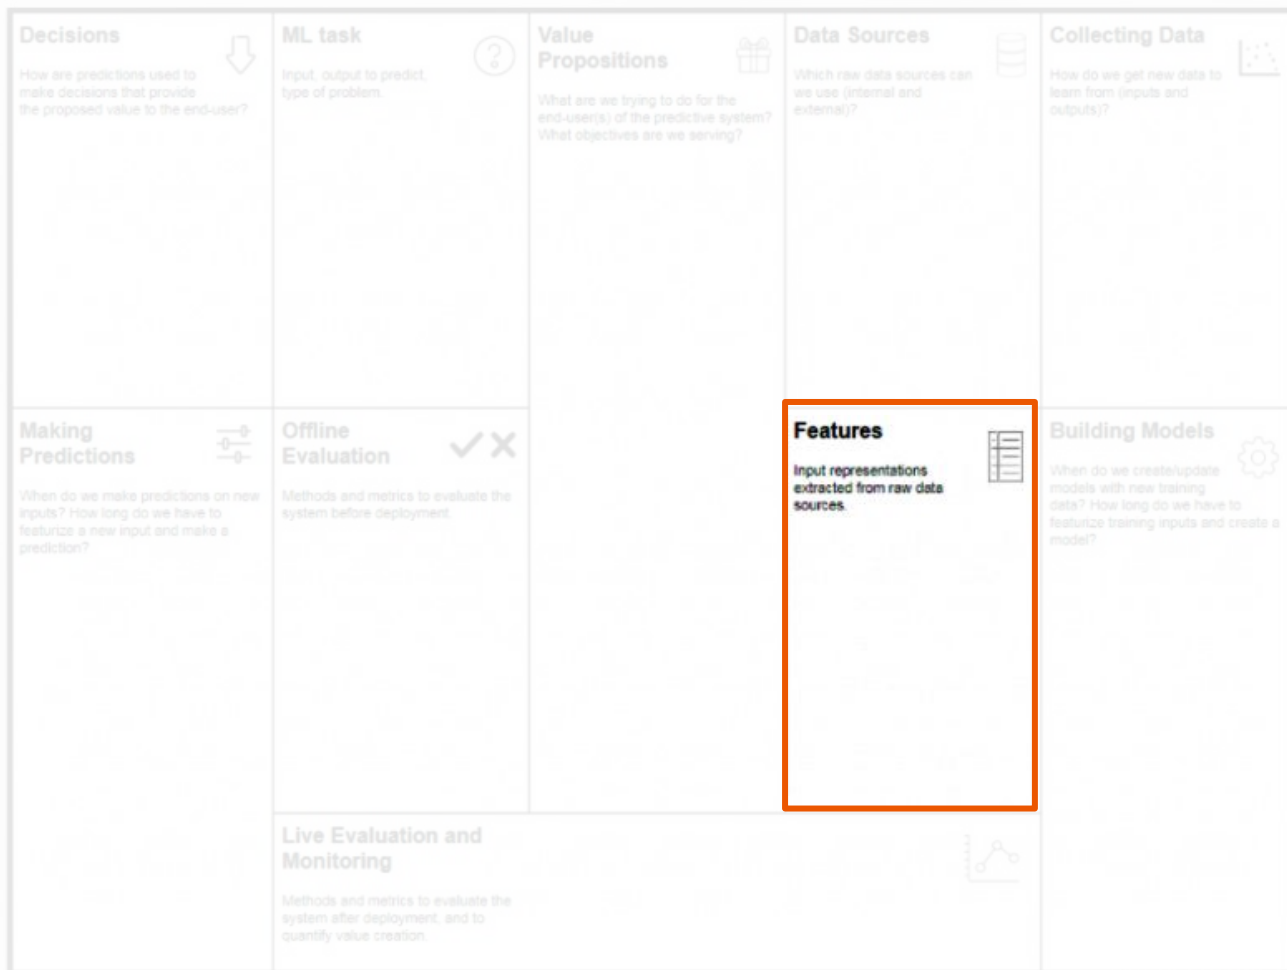 Decisions
How are predictions used to
make decisions that provide
the proposed value to the end-user?
ML task
Input, output to predict,
type of problem.
Value
Propositions
What are we trying to do for the
end-user(s) of the predictive system?
What objectives are we serving?
Data Sources
Which raw data sources can
we use (internal and
external)?
Collecting Data
How do we get new data to
learn from (inputs and
outputs)?
Making
Predictions
When do we make predictions on new
inputs? How long do we have to
featurize a new input and make a
prediction?
Offline
Evaluation
Methods and metrics to evaluate the
system before deployment.
Features
Input representations
extracted from raw data
sources.
Building Models
When do we create/update
models with new training
data? How long do we have to
featurize training inputs and create a
model?
Live Evaluation and
Monitoring
Methods and metrics to evaluate the
system after deployment, and to
quantify value creation.